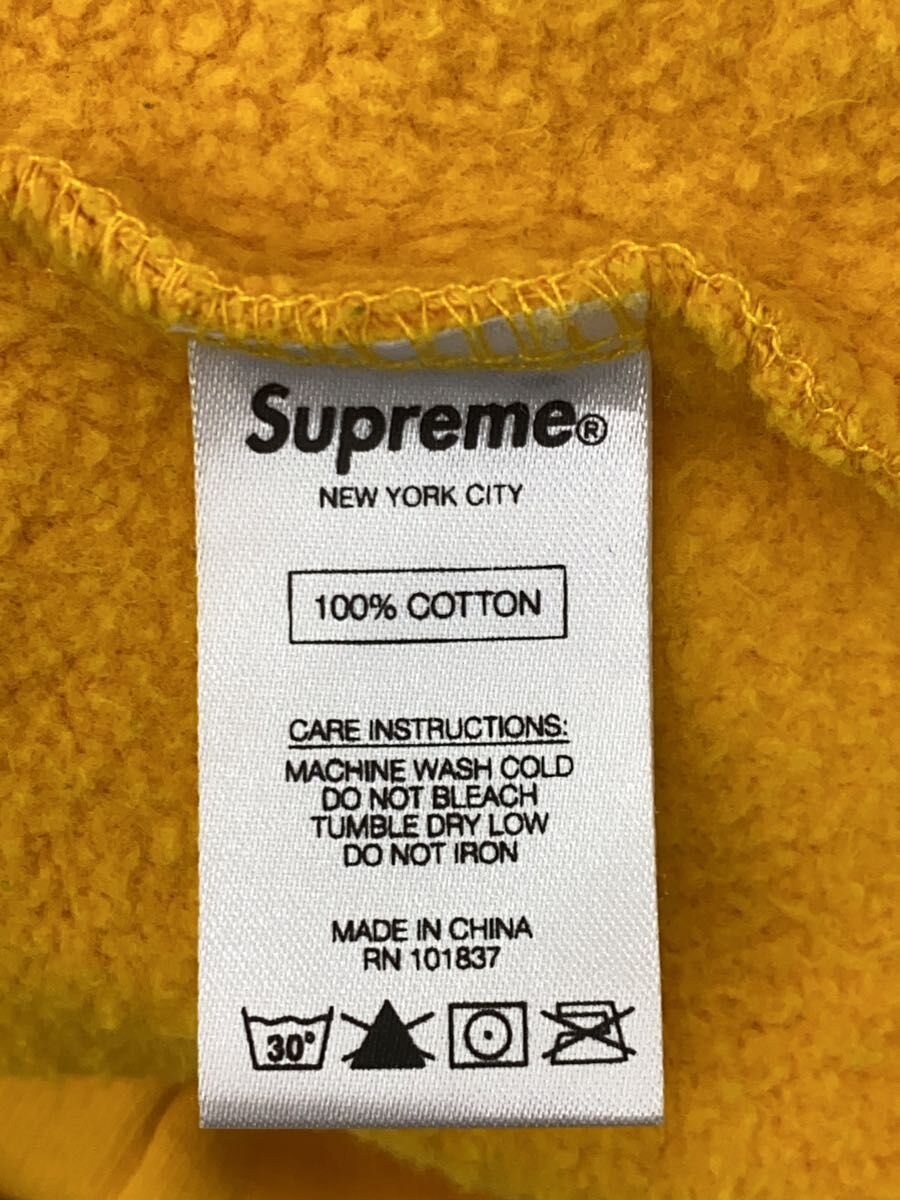 Supreme®
NEW YORK CITY
100% COTTON
CARE INSTRUCTIONS:
MACHINE WASH COLD
DO NOT BLEACH
TUMBLE DRY LOW
DO NOT IRON
MADE IN CHINA
RN 101837
30°